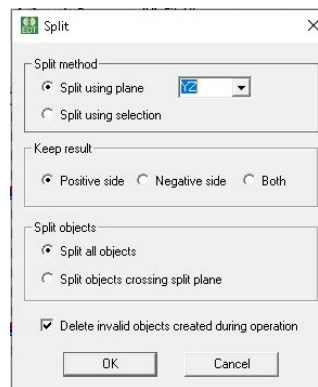 EDT
Split
Split method
Split using plane YZ
Split using selection
Keep result
Positive side Negative side Both
Split objects
Split all objects
Split objects crossing split plane
Delete invalid objects created during operation
OK Cancel